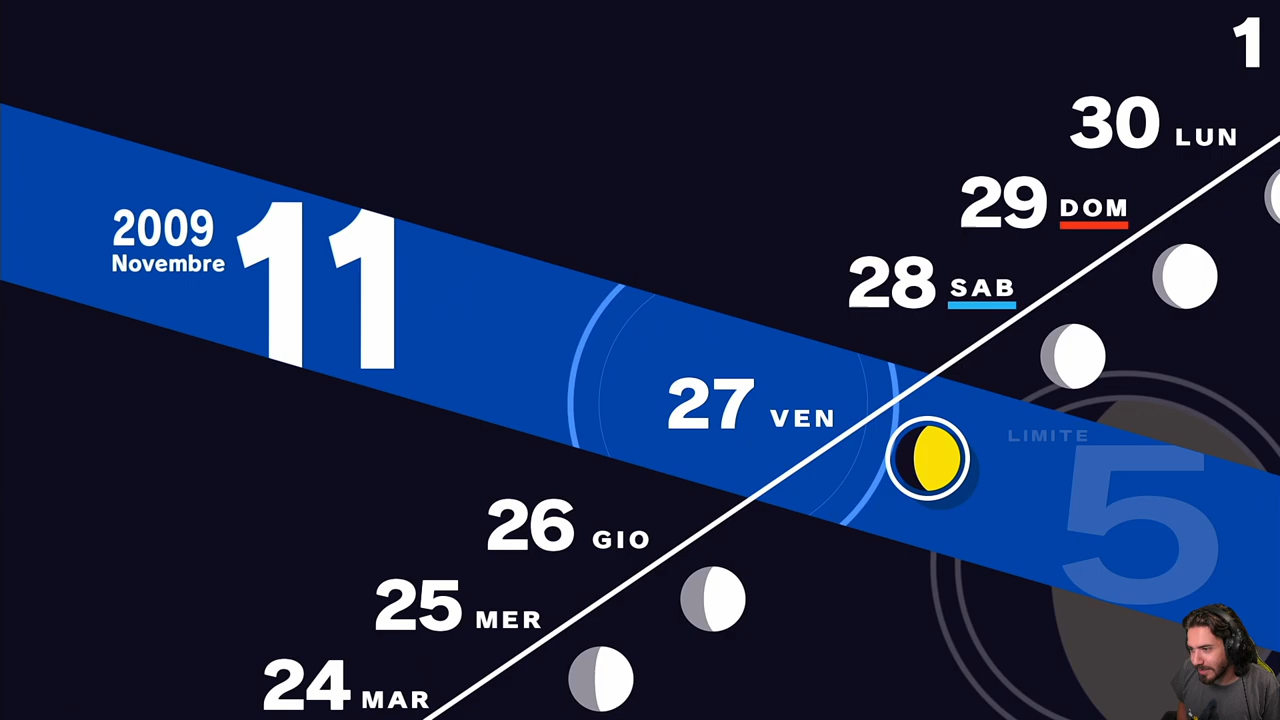 1
30 LUN
29 DOM
28 SAB
2009
Novembre
11
27 VEN
LIMITE
5
26 GIO
25 MER
24 MAR